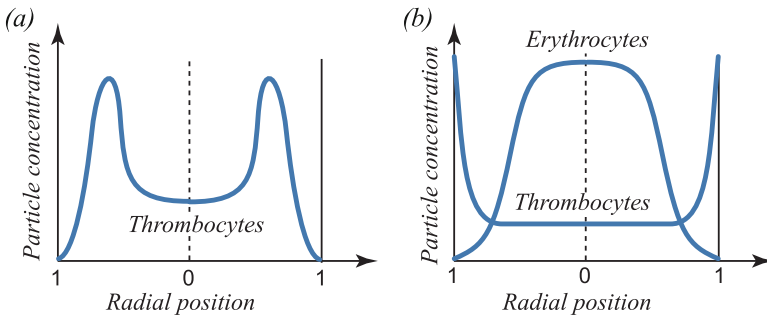 (a)
Particle concentration
Thrombocytes
1 0 1
Radial position
(b)
Particle concentration
Erythrocytes
Thrombocytes
1 0 1
Radial position